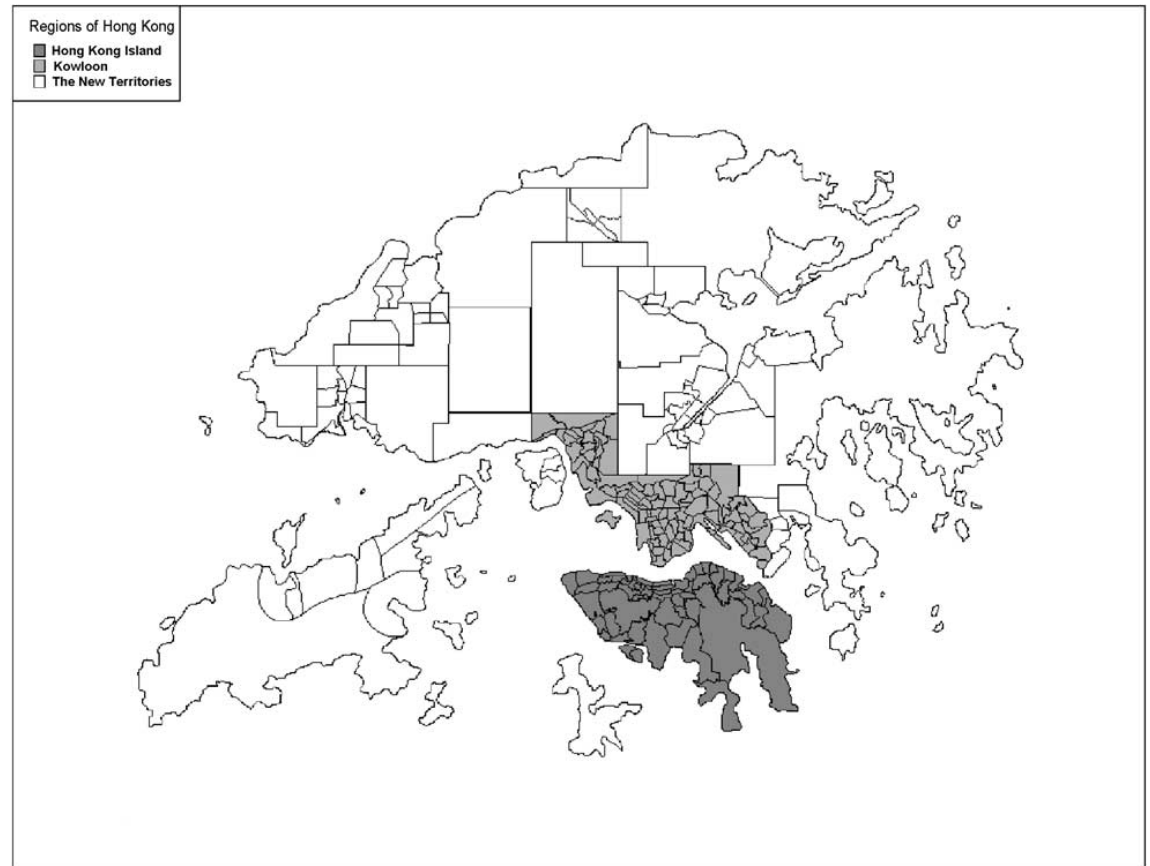 Regions of Hong Kong
Hong Kong Island
Kowloon
The New Territories